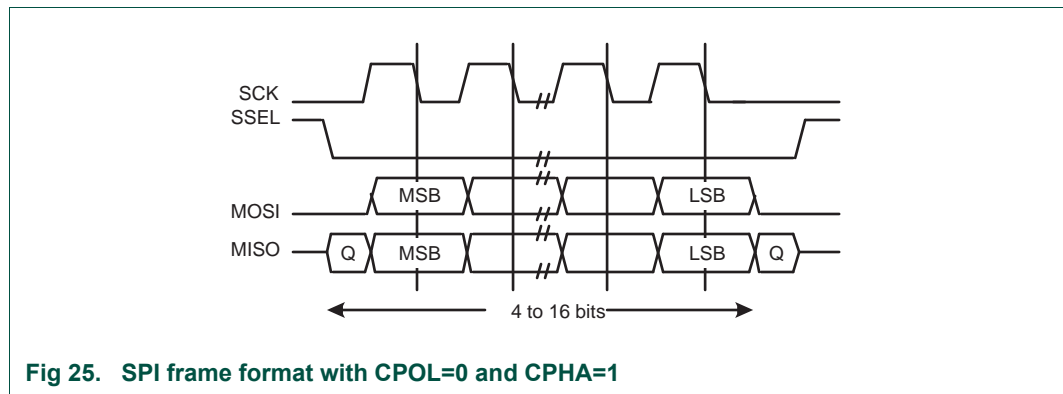 SCK
SSEL
MOSI MSB LSB
MISO Q MSB LSB Q
4 to 16 bits
Fig 25. SPI frame format with CPOL=0 and CPHA=1